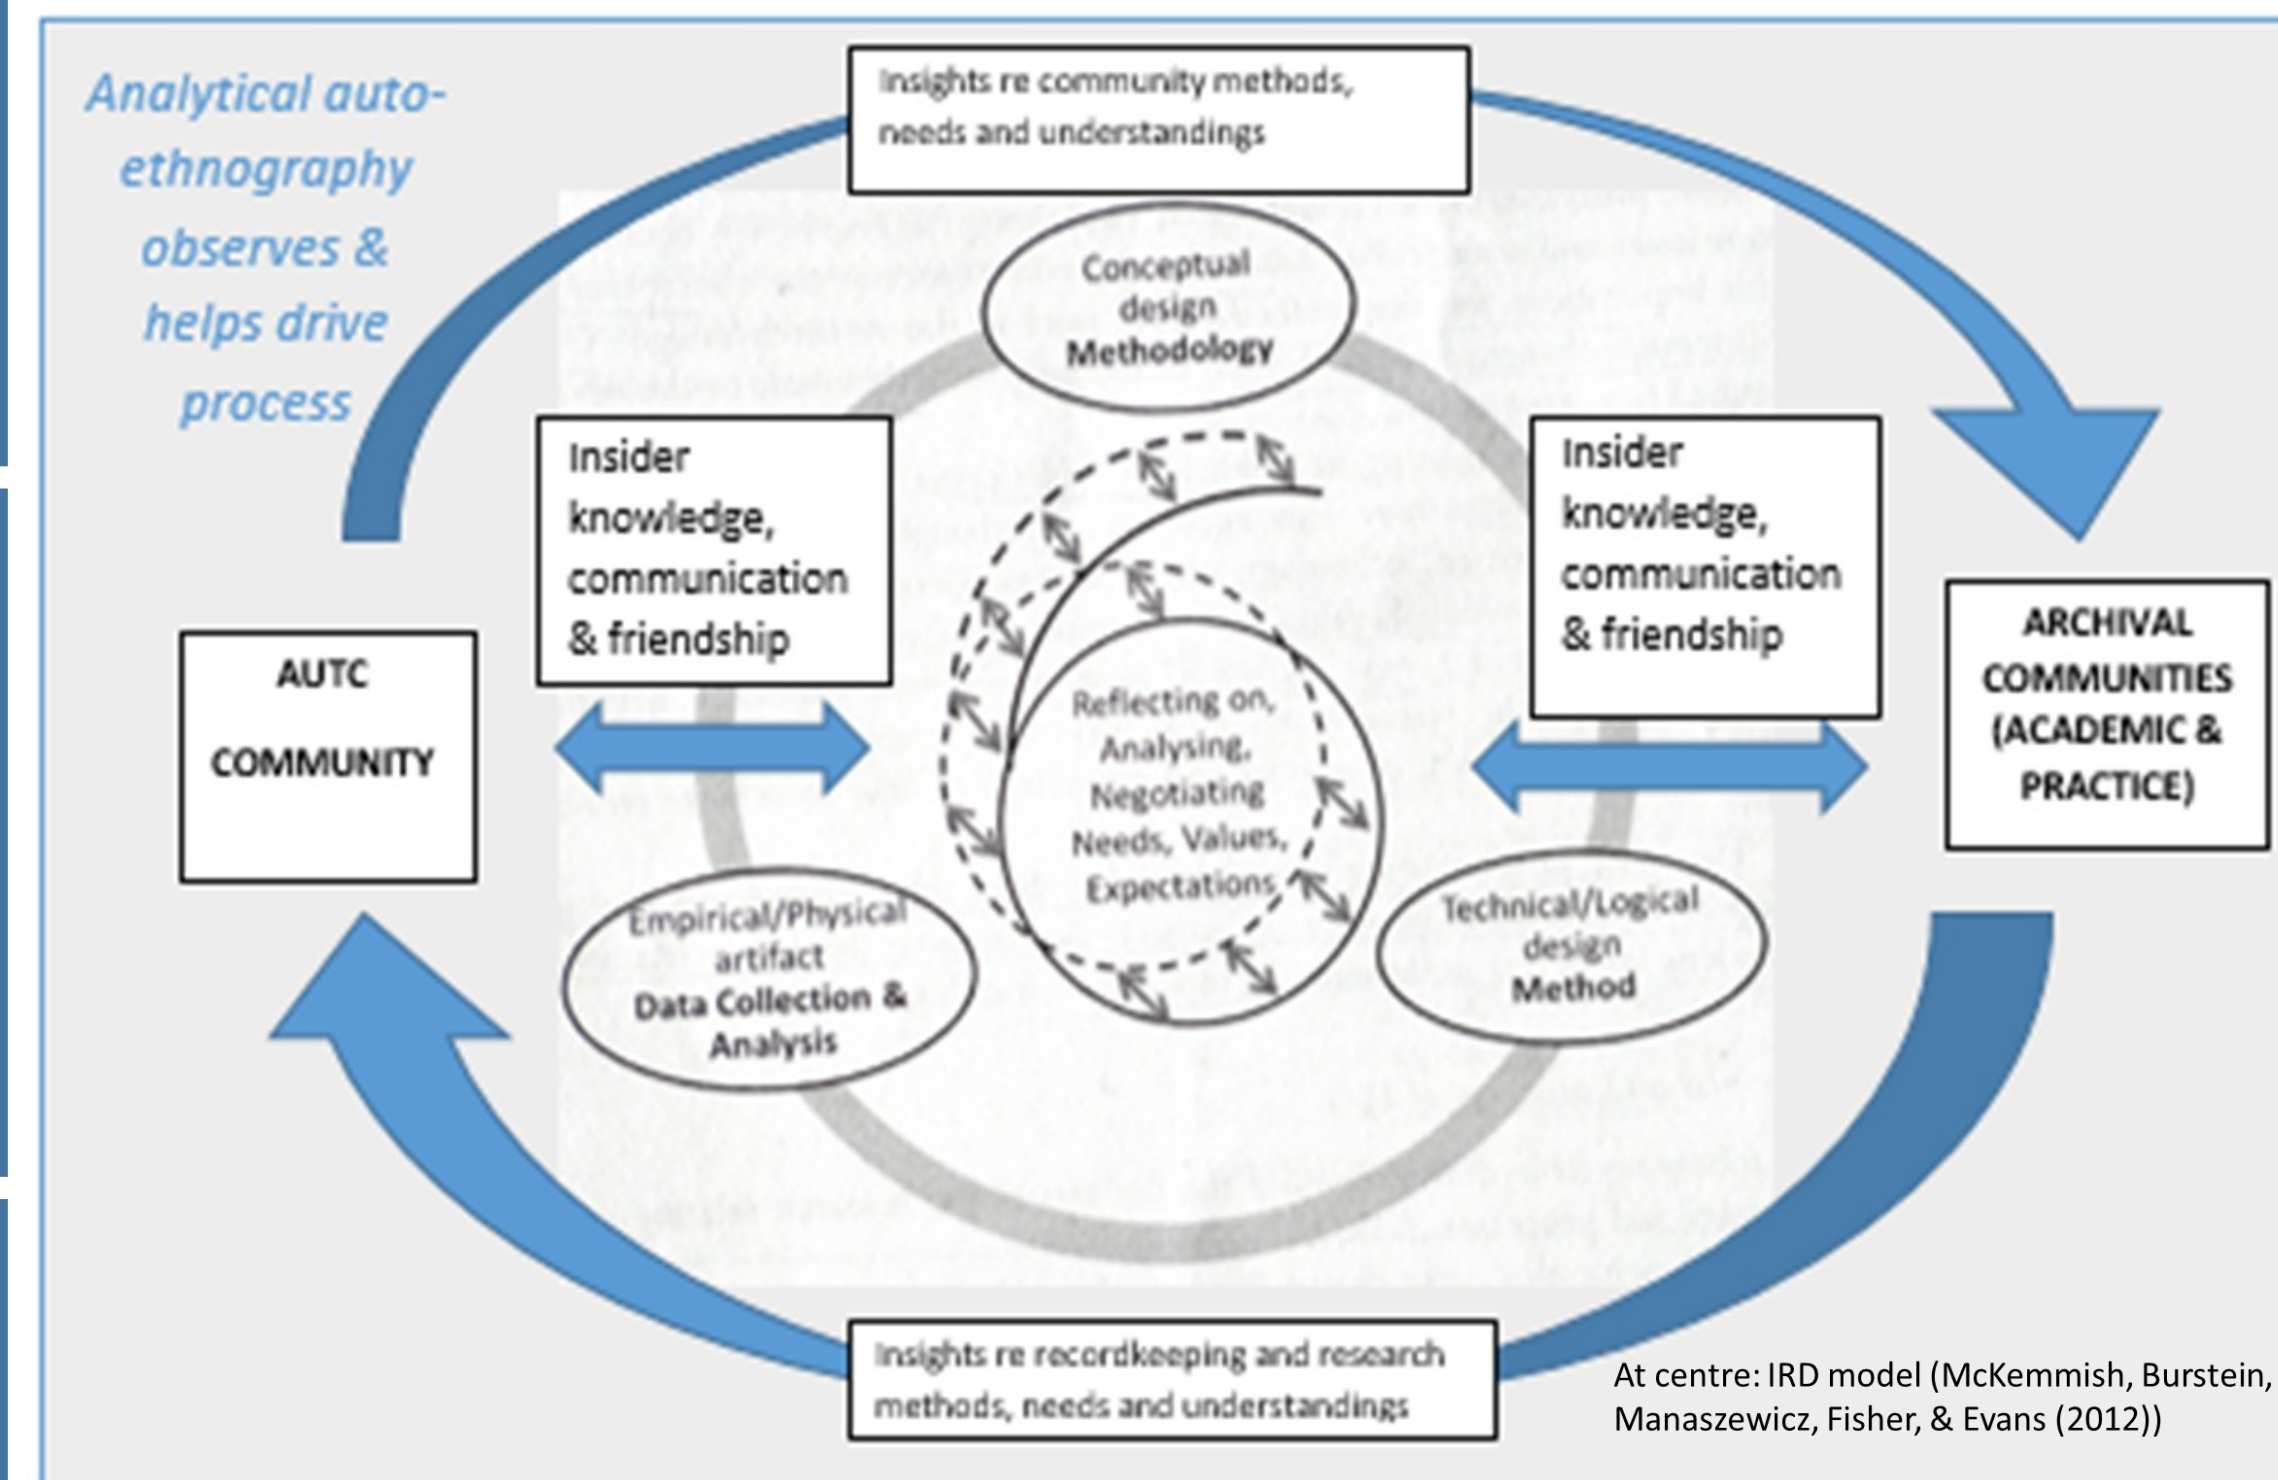 Analytical auto-
ethnography
observes &
helps drive
process
Insights re community methods,
needs and understandings
Conceptual
design
Methodology
Insider
knowledge,
communication
& friendship
Insider
knowledge,
communication
& friendship
AUTC
COMMUNITY
ARCHIVAL
COMMUNITIES
(ACADEMIC &
PRACTICE)
Reflecting on,
Analysing,
Negotiating
Needs, Values,
Expectations
Empirical/Physical
artifact
Data Collection &
Analysis
Technical/Logical
design
Method
Insights re recordkeeping and research
methods, needs and understandings
At centre: IRD model (McKemmish, Burstein,
Manaszewicz, Fisher, & Evans (2012))